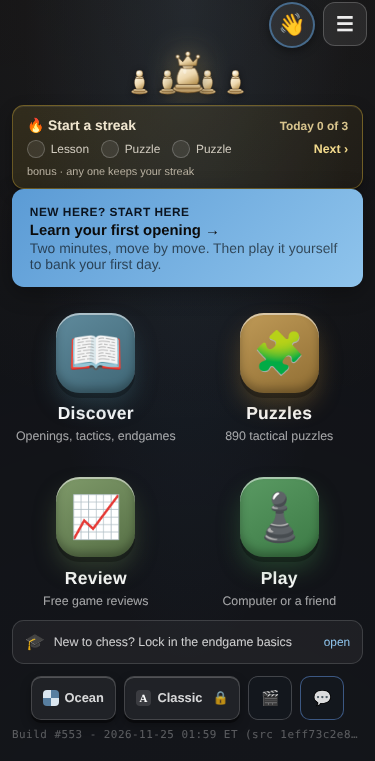 🔥 Start a streak Today 0 of 3
Lesson Puzzle Puzzle Next ›
bonus · any one keeps your streak
NEW HERE? START HERE
Learn your first opening →
Two minutes, move by move. Then play it yourself
to bank your first day.
Discover Puzzles
Openings, tactics, endgames 890 tactical puzzles
Review Play
Free game reviews Computer or a friend
New to chess? Lock in the endgame basics open
Ocean A Classic
Build #553 - 2026-11-25 01:59 ET (src 1eff73c2e8…